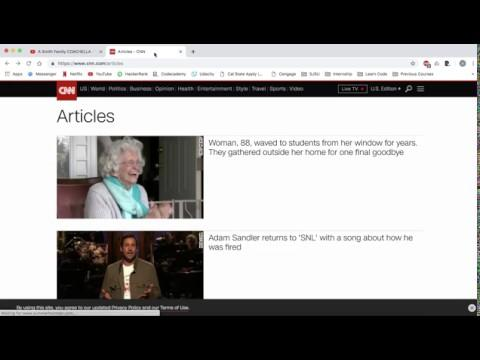 A Smith Family COACHELLA
Articles - CNN
https://www.cnn.com/articles
Apps Netflix YouTube HackerRank Codecademy Udacity Cal State Apply Cengage SJSU Internship Learn Code Previous Courses
CNN US World Politics Business Opinion Health Entertainment Style Travel Sports Video Live TV U.S. Edition
Articles
Woman, 88, waved to students from her window for years.
They gathered outside her home for one final goodbye
Adam Sandler returns to 'SNL' with a song about how he
was fired
By using this site, you agree to our updated Privacy Policy and our Terms of Use.